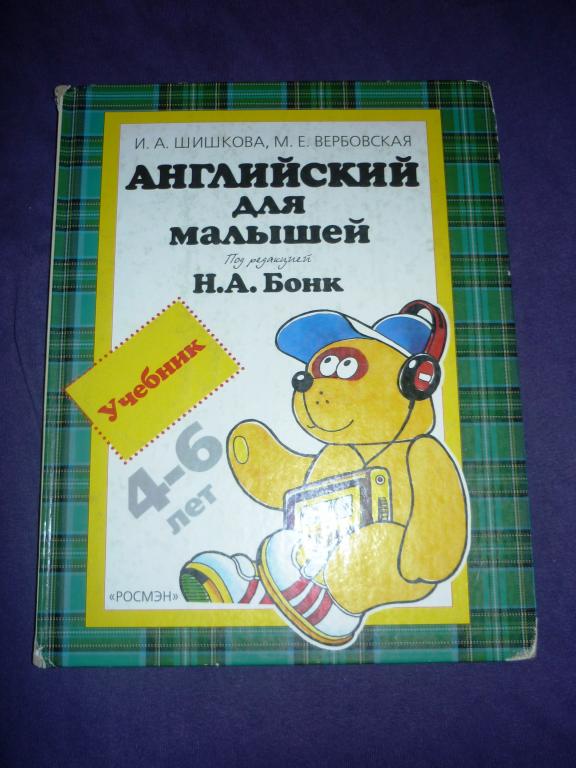 И. А. ШИШКОВА, М. Е. ВЕРБОВСКАЯ
АНГЛИЙСКИЙ
ДЛЯ
МАЛЫШЕЙ
Под редакцией
Н.А. Бонк
Учебник
4-6
лет
«РОСМЭН»